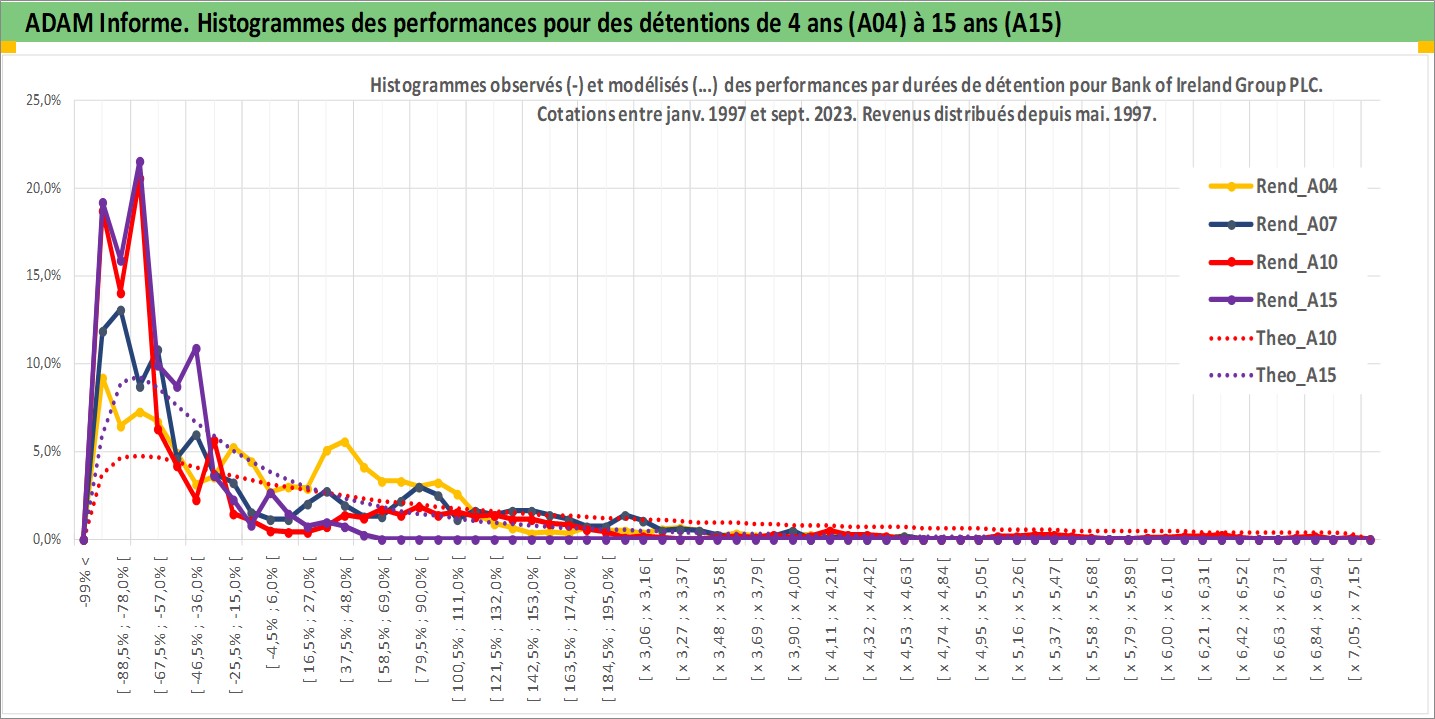 ADAM Informe. Histogrammes des performances pour des détentions de 4 ans (A04) à 15 ans (A15)
Histogrammes observés (-) et modélisés (...) des performances par durées de détention pour Bank of Ireland Group PLC.
Cotations entre janv. 1997 et sept. 2023. Revenus distribués depuis mai. 1997.
25,0%
20,0%
15,0%
10,0%
5,0%
0,0%
Rend_A04
Rend_A07
Rend_A10
Rend_A15
Theo_A10
Theo_A15
-99% <
[ -88,5% ; -78,0% [
[ -67,5% ; -57,0% [
[ -46,5% ; -36,0% [
[ -25,5% ; -15,0% [
[ -4,5% ; 6,0% [
[ 16,5% ; 27,0% [
[ 37,5% ; 48,0% [
[ 58,5% ; 69,0% [
[ 79,5% ; 90,0% [
[ 100,5% ; 111,0% [
[ 121,5% ; 132,0% [
[ 142,5% ; 153,0% [
[ 163,5% ; 174,0% [
[ 184,5% ; 195,0% [
[ x 3,06 ; x 3,16 [
[ x 3,27 ; x 3,37 [
[ x 3,48 ; x 3,58 [
[ x 3,69 ; x 3,79 [
[ x 3,90 ; x 4,00 [
[ x 4,11 ; x 4,21 [
[ x 4,32 ; x 4,42 [
[ x 4,53 ; x 4,63 [
[ x 4,74 ; x 4,84 [
[ x 4,95 ; x 5,05 [
[ x 5,16 ; x 5,26 [
[ x 5,37 ; x 5,47 [
[ x 5,58 ; x 5,68 [
[ x 5,79 ; x 5,89 [
[ x 6,00 ; x 6,10 [
[ x 6,21 ; x 6,31 [
[ x 6,42 ; x 6,52 [
[ x 6,63 ; x 6,73 [
[ x 6,84 ; x 6,94 [
[ x 7,05 ; x 7,15 [